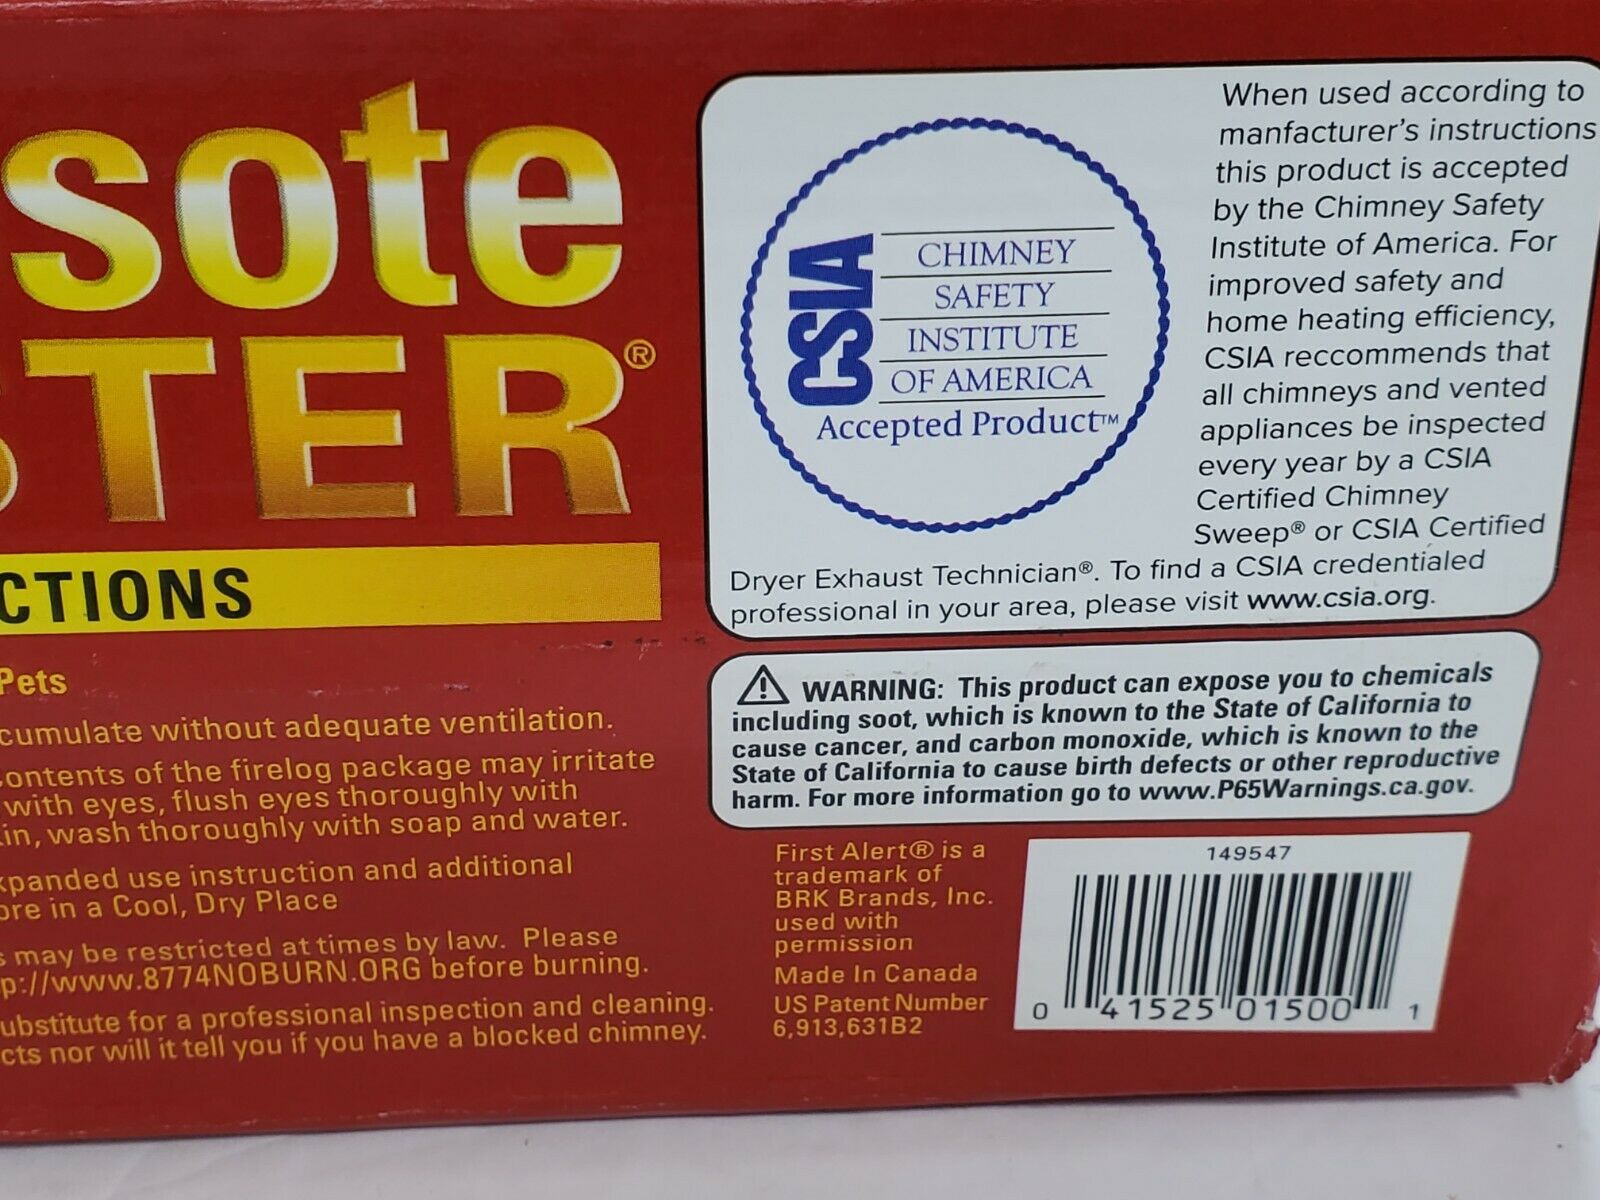 sote
STER®
CTIONS
Pets
cumulate without adequate ventilation.
contents of the firelog package may irritate
with eyes, flush eyes thoroughly with
in, wash thoroughly with soap and water.
xpanded use instruction and additional
ore in a Cool, Dry Place
s may be restricted at times by law. Please
p://www.8774NOBURN.ORG before burning.
ubstitute for a professional inspection and cleaning.
cts nor will it tell you if you have a blocked chimney.
CSIA
CHIMNEY
SAFETY
INSTITUTE
OF AMERICA
Accepted Product™
When used according to
manfacturer's instructions
this product is accepted
by the Chimney Safety
Institute of America. For
improved safety and
home heating efficiency,
CSIA reccommends that
all chimneys and vented
appliances be inspected
every year by a CSIA
Certified Chimney
Sweep® or CSIA Certified
Dryer Exhaust Technician®. To find a CSIA credentialed
professional in your area, please visit www.csia.org.
⚠ WARNING: This product can expose you to chemicals
including soot, which is known to the State of California to
cause cancer, and carbon monoxide, which is known to the
State of California to cause birth defects or other reproductive
harm. For more information go to www.P65Warnings.ca.gov.
First Alert® is a
trademark of
BRK Brands, Inc.
used with
permission
Made In Canada
US Patent Number
6,913,631B2
149547
0 41525 01500 1